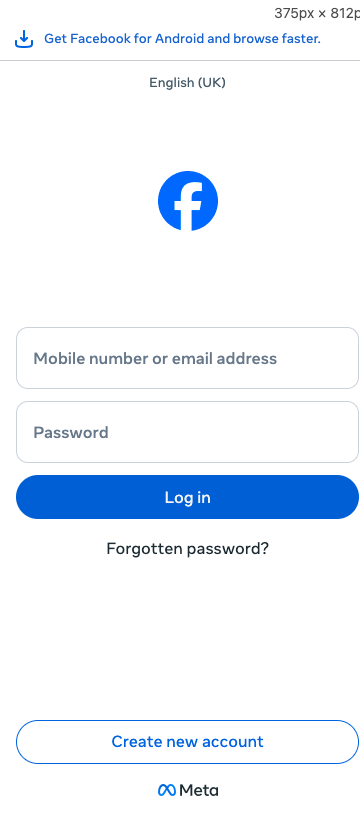 375px × 812p
Get Facebook for Android and browse faster.
English (UK)
Mobile number or email address
Password
Log in
Forgotten password?
Create new account
Meta